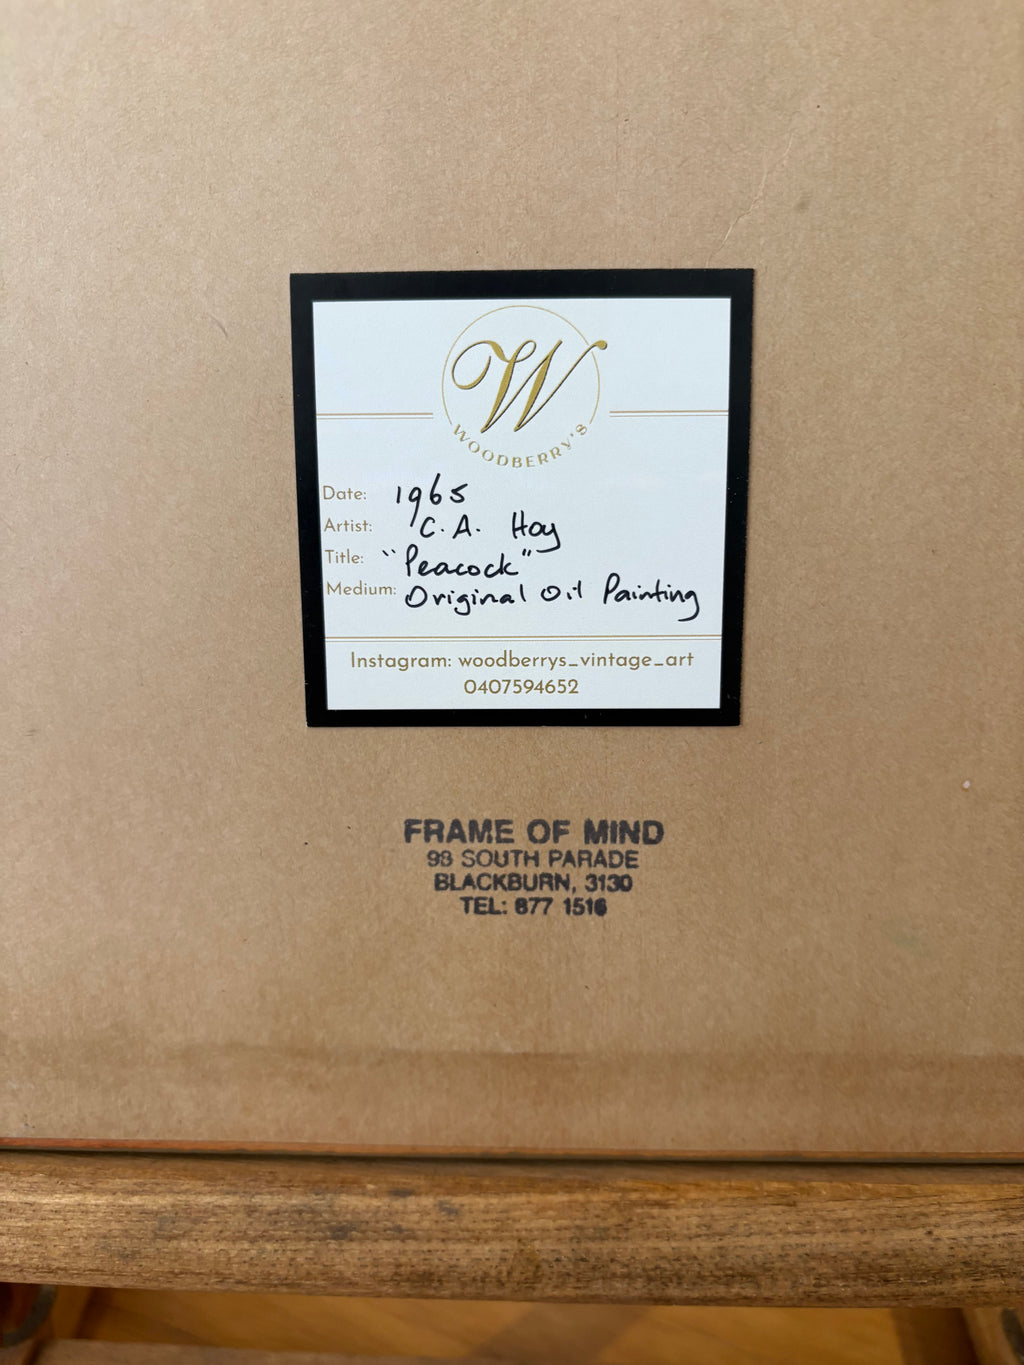 W
WOODBERRY'S
Date: 1965
Artist: C.A. Hoy
Title: "Peacock"
Medium: Original Oil Painting
Instagram: woodberrys_vintage_art
0407594652
FRAME OF MIND
98 SOUTH PARADE
BLACKBURN, 3130
TEL: 877 1516